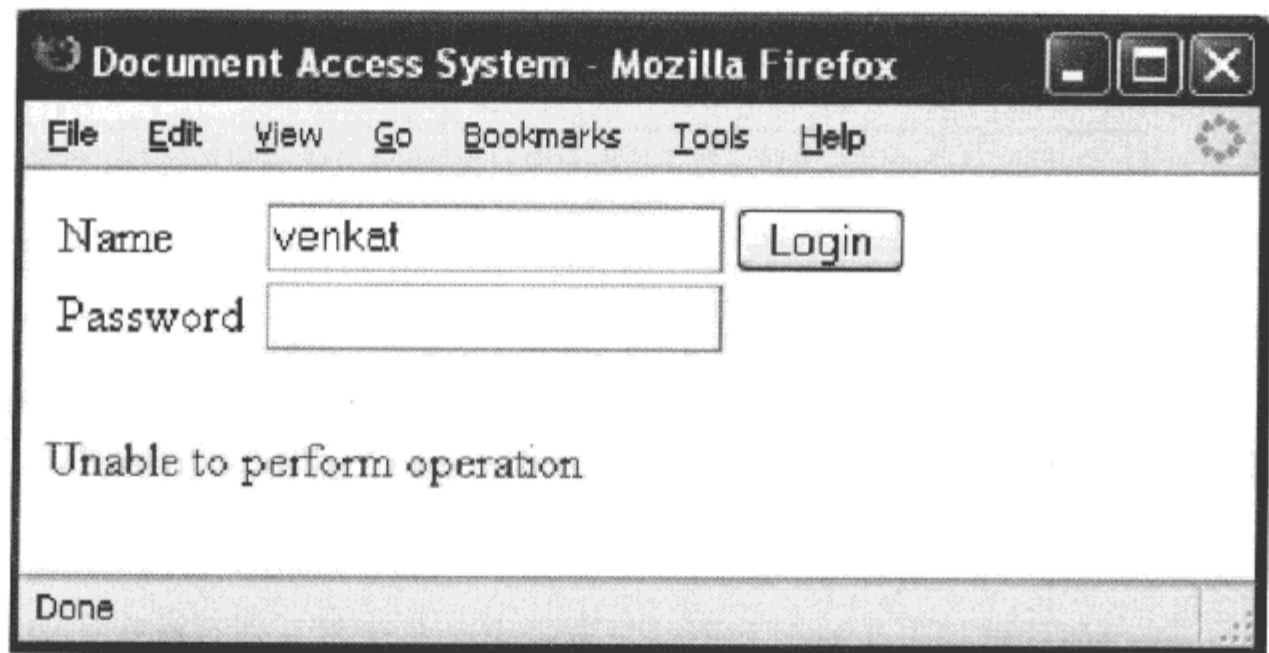 Document Access System - Mozilla Firefox
File Edit View Go Bookmarks Tools Help
Name venkat Login
Password
Unable to perform operation
Done